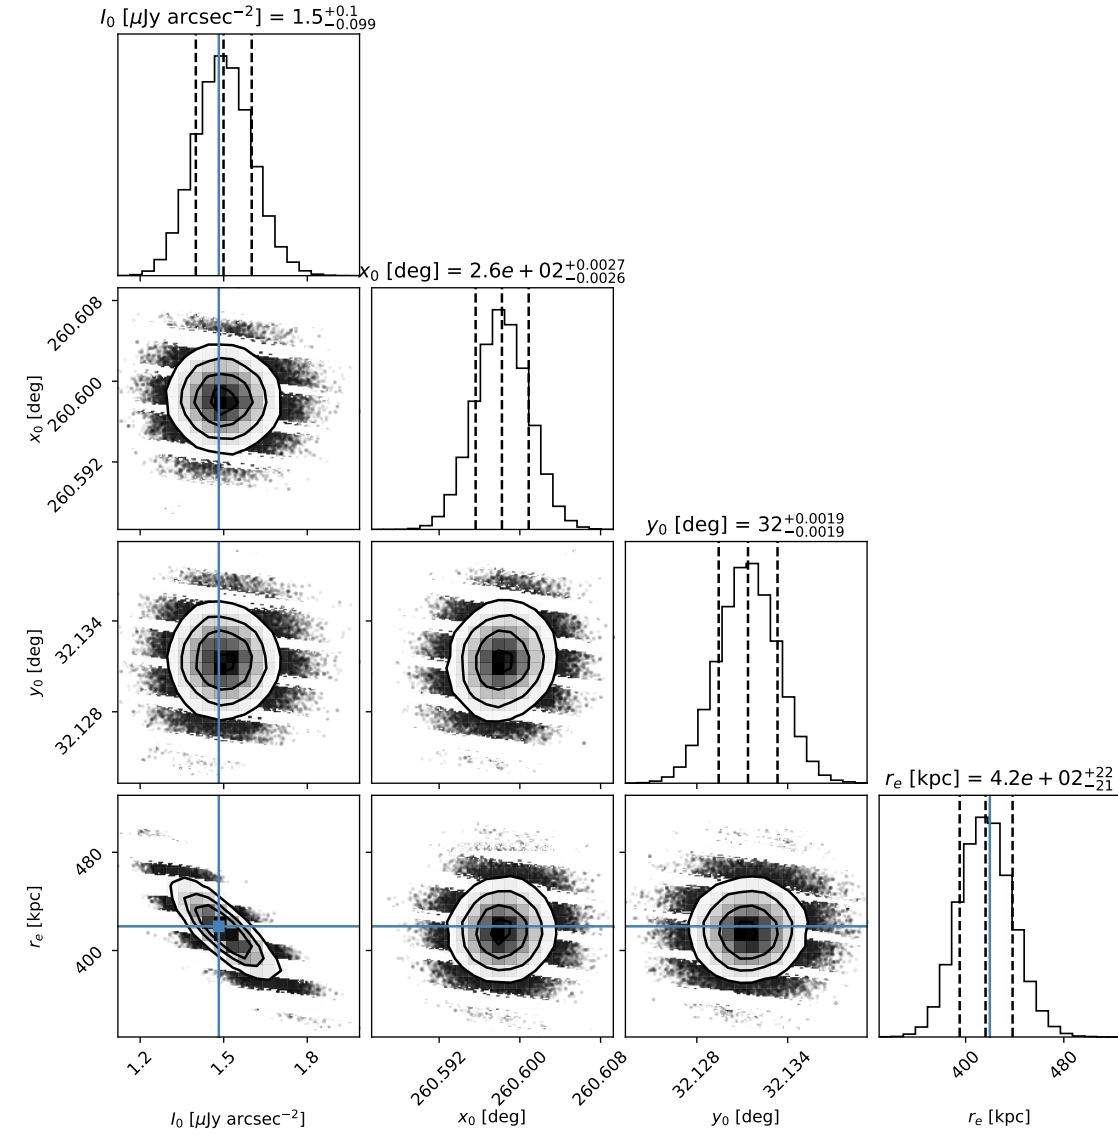 I₀ [μJy arcsec⁻²] = 1.5⁺⁰·¹₋₀.₀₉₉
x₀ [deg] = 2.6e + 02⁺⁰·⁰⁰²⁷₋₀.₀₀₂₆
260.608
260.600
260.592
x₀ [deg]
y₀ [deg] = 32⁺⁰·⁰⁰¹⁹₋₀.₀₀₁₉
32.134
32.128
y₀ [deg]
rₑ [kpc] = 4.2e + 02⁺²²₋₂₁
480
400
rₑ [kpc]
1.2 1.5 1.8 260.592 260.600 260.608 32.128 32.134 400 480
I₀ [μJy arcsec⁻²] x₀ [deg] y₀ [deg] rₑ [kpc]